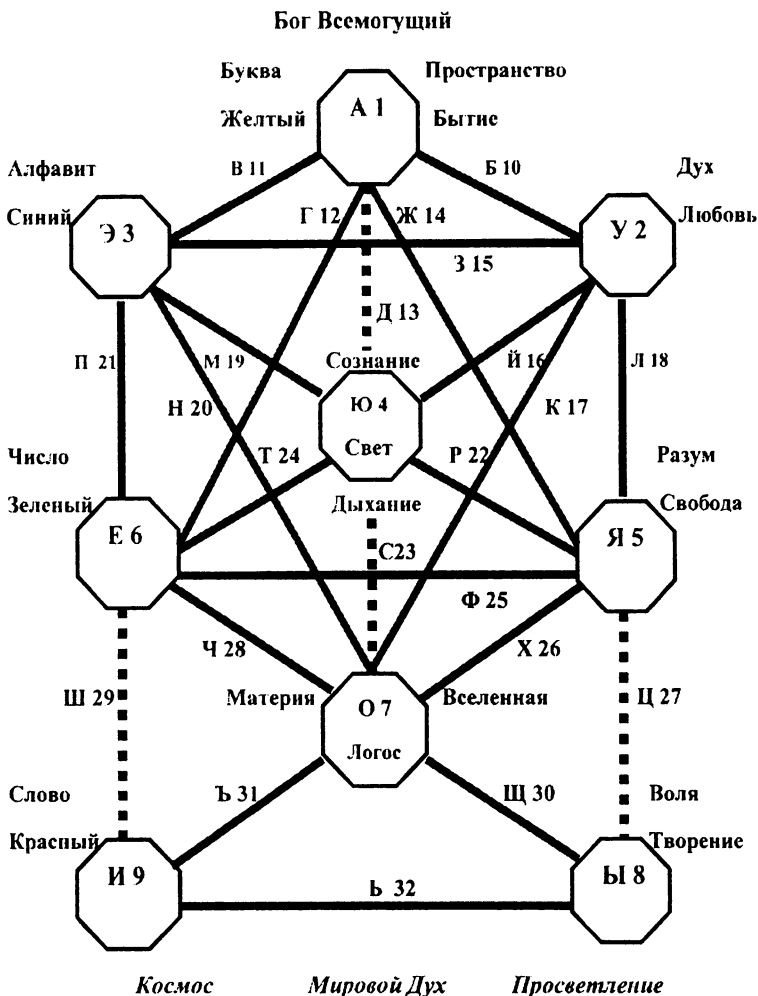 Бог Всемогущий
Буква Пространство
А 1
Желтый Бытие
Алфавит В 11 Б 10 Дух
Синий Э 3 Г 12 Ж 14 У 2 Любовь
З 15
Д 13
П 21 М 19 Сознание Й 16 Л 18
Н 20 Ю 4 К 17
Число Т 24 Свет Р 22 Разум
Зеленый Дыхание Свобода
Е 6 Я 5
С23
Ф 25
Ч 28 Х 26
Ш 29 Материя О 7 Вселенная Ц 27
Логос
Слово Ъ 31 Щ 30 Воля
Красный Творение
И 9 Ы 8
Ь 32
Космос Мировой Дух Просветление